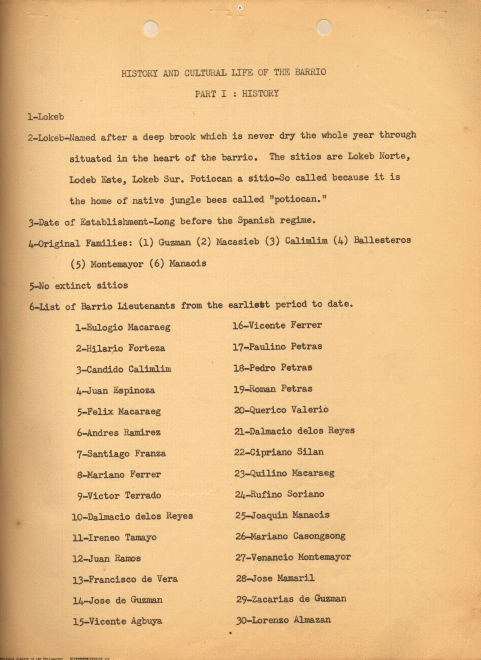 HISTORY AND CULTURAL LIFE OF THE BARRIO
PART I : HISTORY
1-Lokeb
2-Lokeb-Named after a deep brook which is never dry the whole year through
situated in the heart of the barrio. The sitios are Lokeb Norte,
Lodeb Este, Lokeb Sur. Potiocan a sitio-So called because it is
the home of native jungle bees called "potiocan."
3-Date of Establishment-Long before the Spanish regime.
4-Original Families: (1) Guzman (2) Macasieb (3) Calimlim (4) Ballesteros
(5) Montemayor (6) Manaois
5-No extinct sitios
6-List of Barrio Lieutenants from the earliest period to date.
1-Eulogio Macaraeg
2-Hilario Forteza
3-Candido Calimlim
4-Juan Espinoza
5-Felix Macaraeg
6-Andres Ramirez
7-Santiago Franza
8-Mariano Ferrer
9-Victor Terrado
10-Dalmacio delos Reyes
11-Ireneo Tamayo
12-Juan Ramos
13-Francisco de Vera
14-Jose de Guzman
15-Vicente Agbuya
16-Vicente Ferrer
17-Paulino Petras
18-Pedro Petras
19-Roman Petras
20-Querico Valerio
21-Dalmacio delos Reyes
22-Cipriano Silan
23-Quilino Macaraeg
24-Rufino Soriano
25-Joaquin Manaois
26-Mariano Casongsong
27-Venancio Montemayor
28-Jose Mamaril
29-Zacarias de Guzman
30-Lorenzo Almazan
National Library of the Philippines